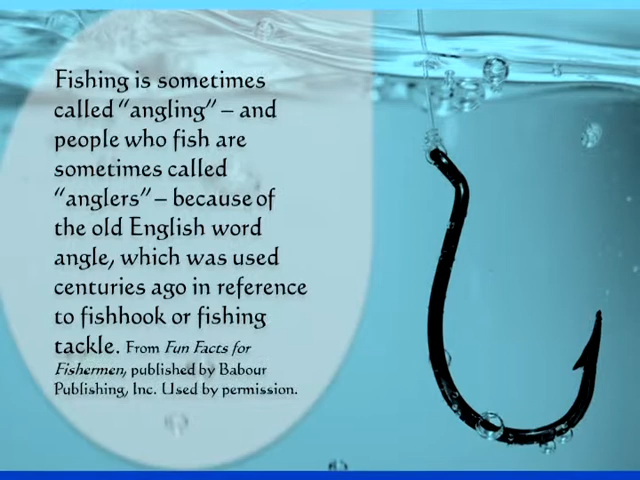 Fishing is sometimes
called “angling” – and
people who fish are
sometimes called
“anglers” – because of
the old English word
angle, which was used
centuries ago in reference
to fishhook or fishing
tackle. From Fun Facts for
Fishermen, published by Babour
Publishing, Inc. Used by permission.